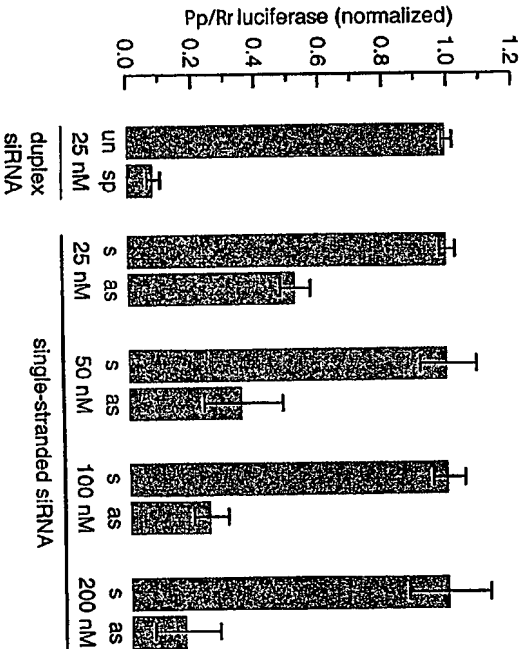 Pp/Rr luciferase (normalized)
1.2
1.0
0.8
0.6
0.4
0.2
0.0
un sp s as s as s as s as
25 nM 25 nM 50 nM 100 nM 200 nM
duplex siRNA single-stranded siRNA